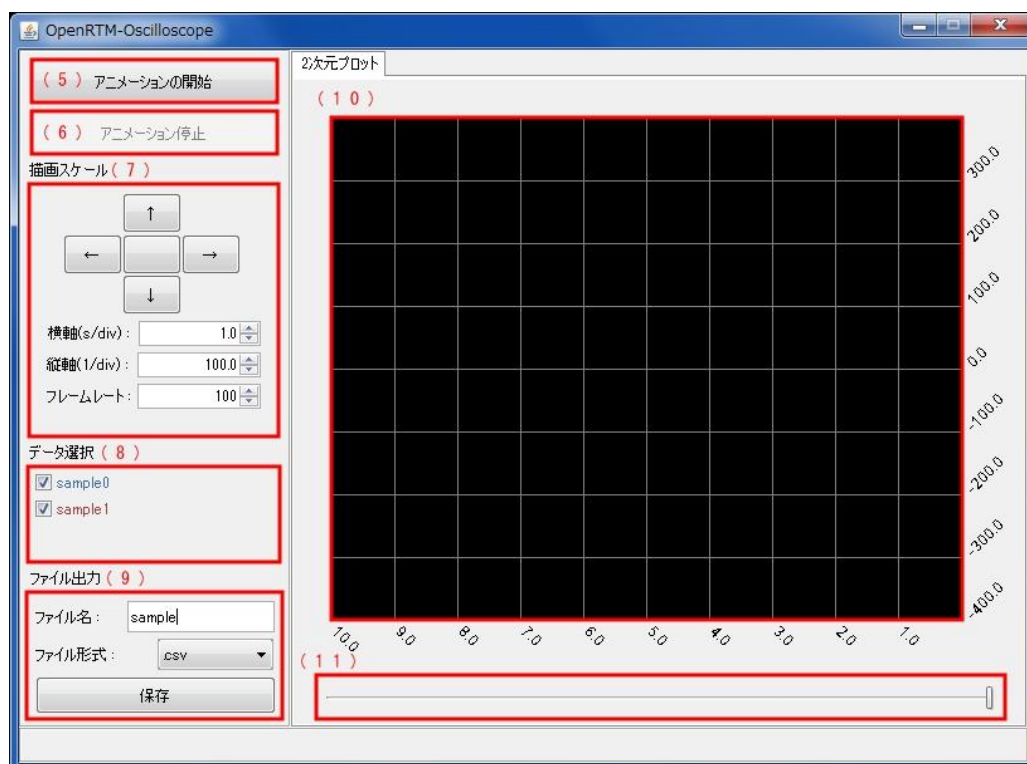 OpenRTM-Oscilloscope
(5) アニメーションの開始
(6) アニメーション停止
描画スケール(7)
↑
← →
↓
横軸(s/div): 1.0
縦軸(1/div): 100.0
フレームレート: 100
データ選択(8)
sample0
sample1
ファイル出力(9)
ファイル名: sample
ファイル形式: .csv
保存
2次元プロット
(10)
300.0
200.0
100.0
0.0
-100.0
-200.0
-300.0
-400.0
10.0 9.0 8.0 7.0 6.0 5.0 4.0 3.0 2.0 1.0
(11)